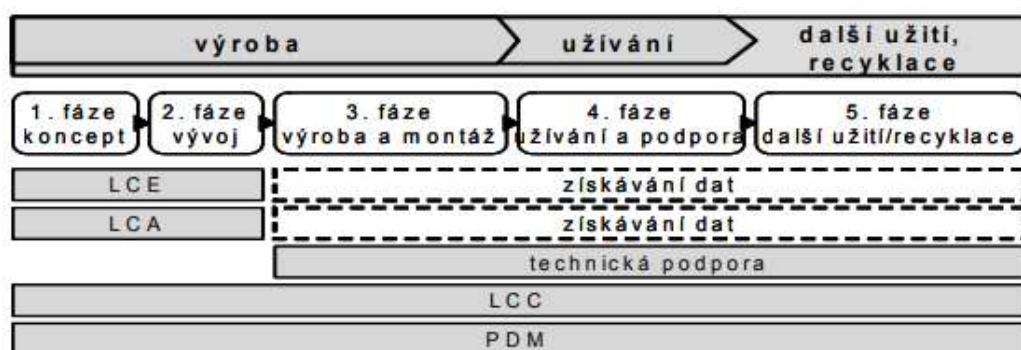 výroba
užívání
další užití,
recyklace
1. fáze
koncept
2. fáze
vývoj
3. fáze
výroba a montáž
4. fáze
užívání a podpora
5. fáze
další užití/recyklace
LCE
získávání dat
LCA
získávání dat
technická podpora
LCC
PDM